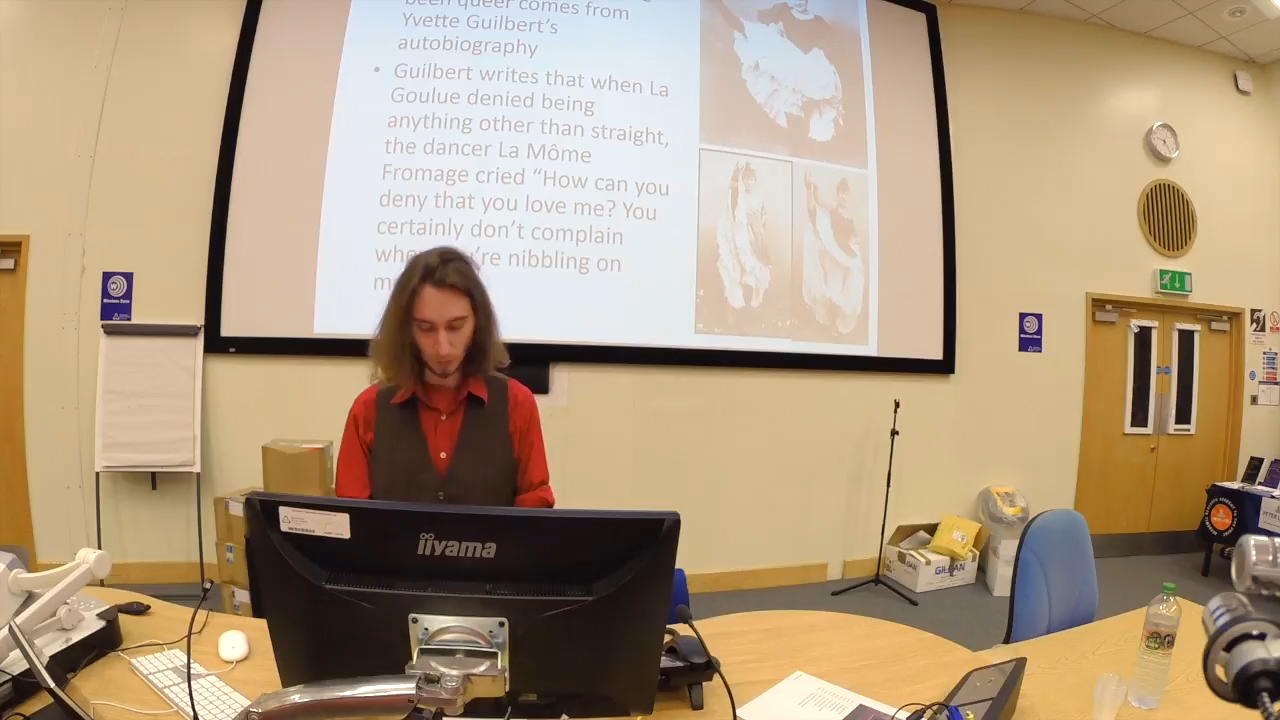 been queer comes from
Yvette Guilbert's
autobiography
• Guilbert writes that when La
Goulue denied being
anything other than straight,
the dancer La Môme
Fromage cried “How can you
deny that you love me? You
certainly don't complain
when you're nibbling on
iiyama